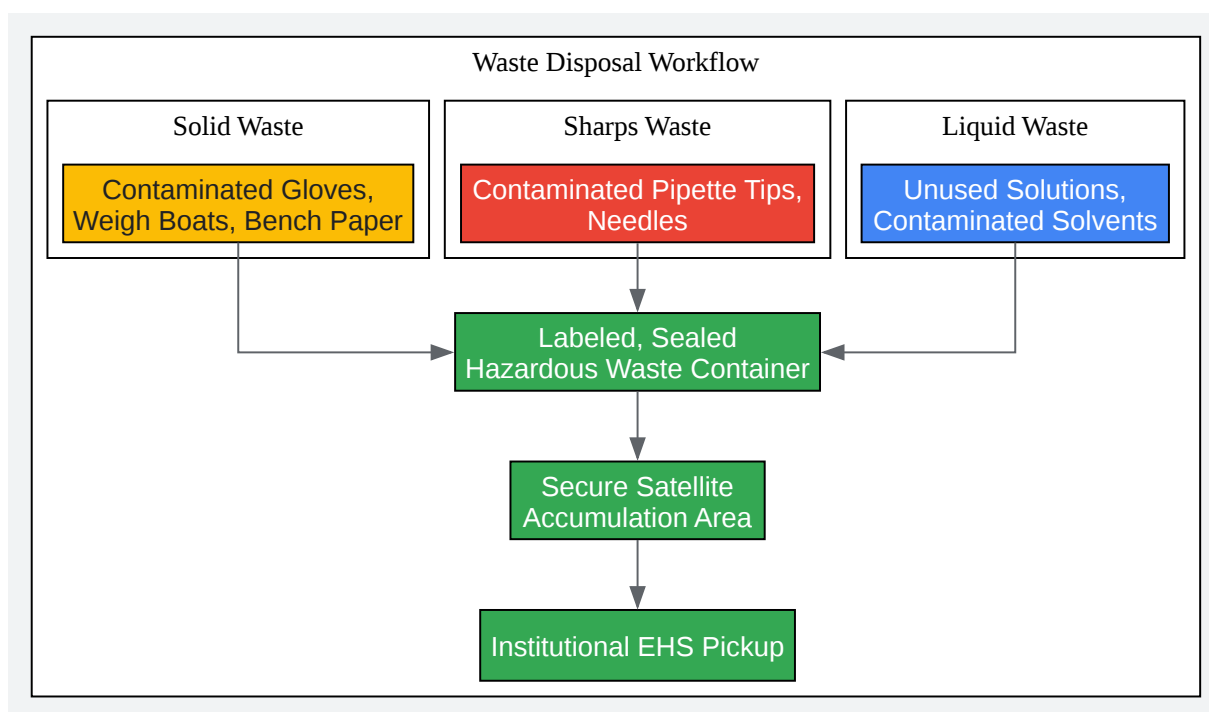 Waste Disposal Workflow
Solid Waste
Contaminated Gloves,
Weigh Boats, Bench Paper
Sharps Waste
Contaminated Pipette Tips,
Needles
Liquid Waste
Unused Solutions,
Contaminated Solvents
Labeled, Sealed
Hazardous Waste Container
Secure Satellite
Accumulation Area
Institutional EHS Pickup